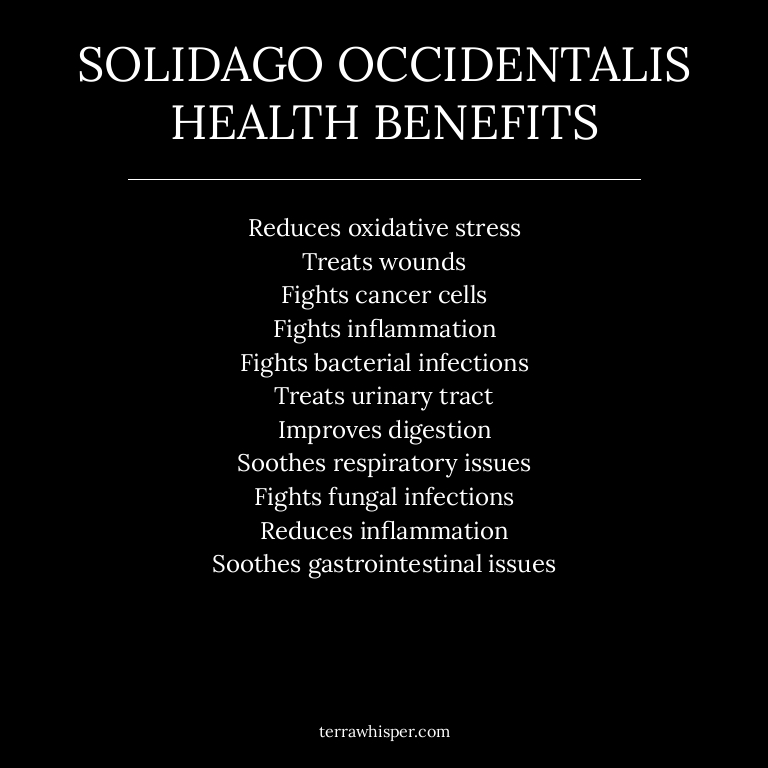 SOLIDAGO OCCIDENTALIS
HEALTH BENEFITS
Reduces oxidative stress
Treats wounds
Fights cancer cells
Fights inflammation
Fights bacterial infections
Treats urinary tract
Improves digestion
Soothes respiratory issues
Fights fungal infections
Reduces inflammation
Soothes gastrointestinal issues
terrawhisper.com